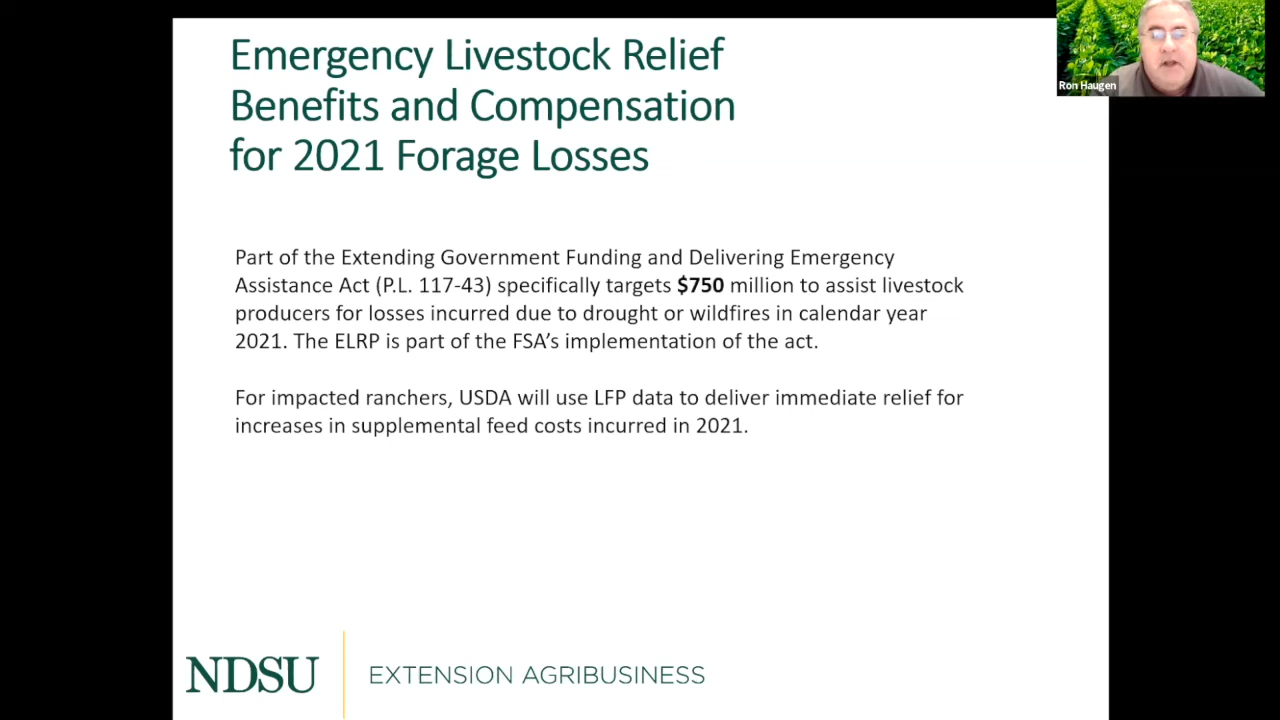 Emergency Livestock Relief
Benefits and Compensation
for 2021 Forage Losses
Ron Haugen
Part of the Extending Government Funding and Delivering Emergency
Assistance Act (P.L. 117-43) specifically targets $750 million to assist livestock
producers for losses incurred due to drought or wildfires in calendar year
2021. The ELRP is part of the FSA's implementation of the act.
For impacted ranchers, USDA will use LFP data to deliver immediate relief for
increases in supplemental feed costs incurred in 2021.
NDSU
EXTENSION AGRIBUSINESS